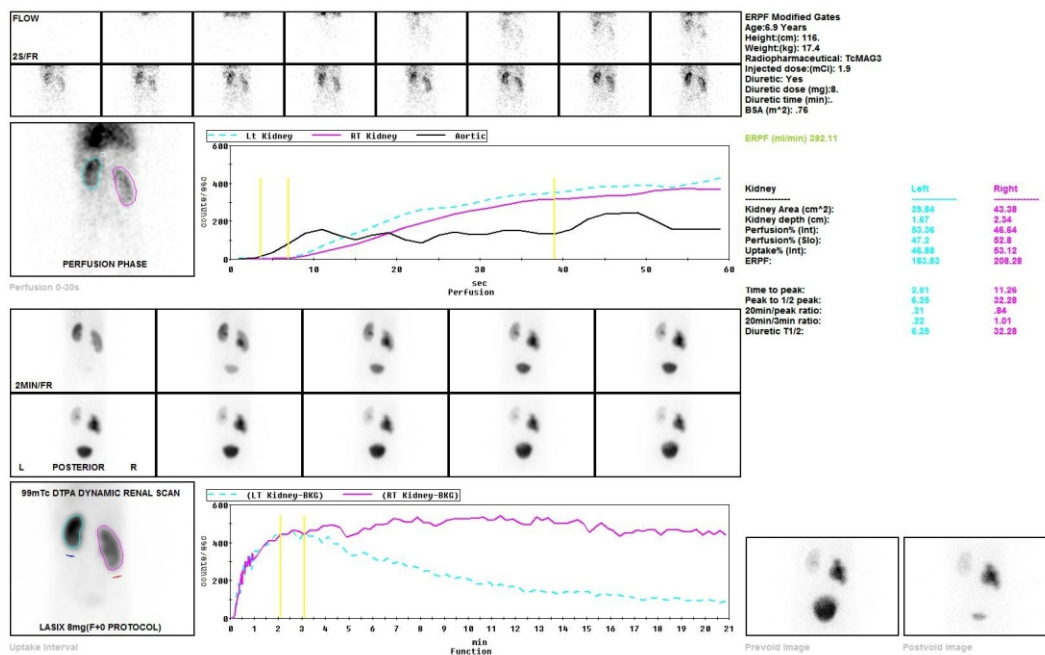 FLOW
2S/FR
ERPF Modified Gates
Age:6.9 Years
Height:(cm): 116.
Weight:(kg): 17.4
Radiopharmaceutical: TcMAG3
Injected dose:(mCi): 1.9
Diuretic: Yes
Diuretic dose (mg):8.
Diuretic time (min):.
BSA (m^2): .76
ERPF (ml/min) 392.11
PERFUSION PHASE
Perfusion 0-30s
Lt Kidney RT Kidney Aortic
counts/sec
600
400
200
0
0 10 20 30 40 50 60
sec
Perfusion
Kidney Left Right
Kidney Area (cm^2): 29.84 43.38
Kidney depth (cm): 1.67 2.34
Perfusion% (Int): 53.36 46.64
Perfusion% (Slo): 47.2 52.8
Uptake% (Int): 46.88 53.12
ERPF: 183.83 208.28
Time to peak: 2.51 11.26
Peak to 1/2 peak: 6.25 32.28
20min/peak ratio: .21 .84
20min/3min ratio: .22 1.01
Diuretic T1/2: 6.25 32.28
2MIN/FR
L POSTERIOR R
99mTc DTPA DYNAMIC RENAL SCAN
LASIX 8mg(F+0 PROTOCOL)
Uptake Interval
(LT Kidney-BKG) (RT Kidney-BKG)
counts/sec
600
400
200
0
0 1 2 3 4 5 6 7 8 9 10 11 12 13 14 15 16 17 18 19 20 21
min
Function
Prevoid Image
Postvoid Image